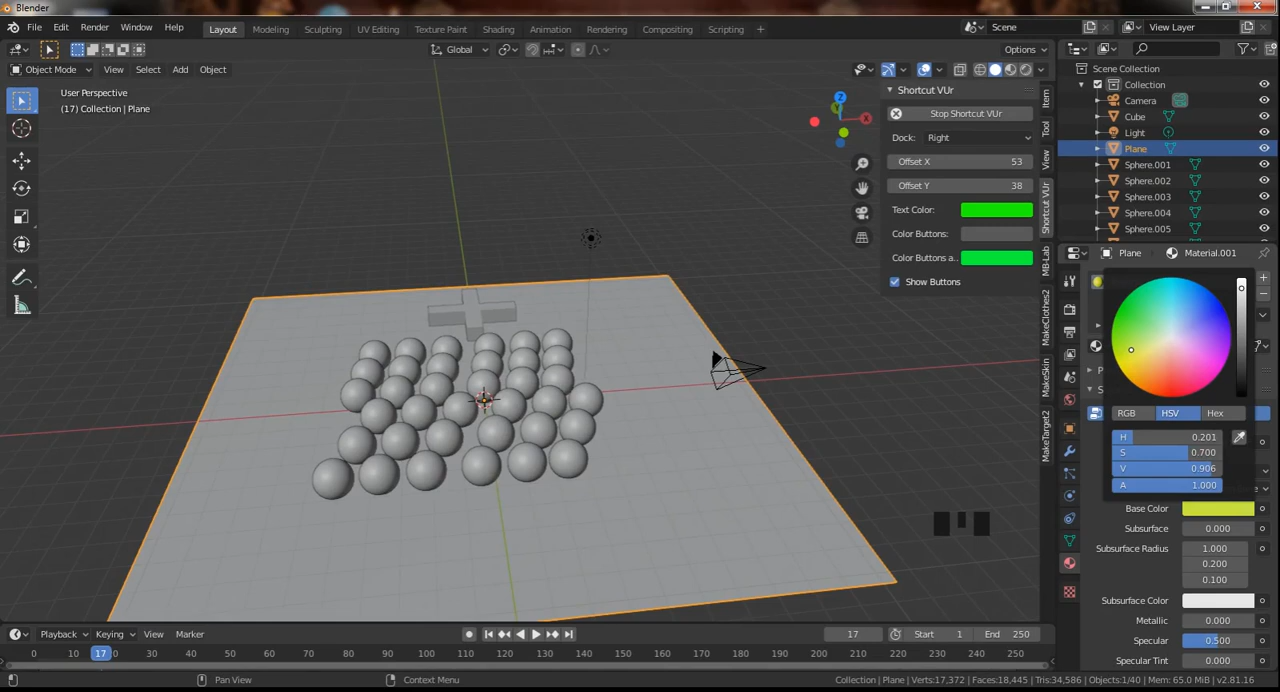 Blender
File Edit Render Window Help Layout Modeling Sculpting UV Editing Texture Paint Shading Animation Rendering Compositing Scripting Scene View Layer
Global Options
Object Mode View Select Add Object
User Perspective
(17) Collection | Plane
Shortcut VUr
Stop Shortcut VUr
Dock: Right
Offset X 53
Offset Y 38
Text Color:
Color Buttons:
Color Buttons a..
Show Buttons
Item
Tool
View
Shortcut VUr
MB-Lab
MakeClothes2
MakeSkin
MakeTarget2
Z
Y
X
Scene Collection
Collection
Camera
Cube
Light
Plane
Sphere.001
Sphere.002
Sphere.003
Sphere.004
Sphere.005
Plane Material.001
RGB HSV Hex
H 0.201
S 0.700
V 0.906
A 1.000
Base Color
Subsurface 0.000
Subsurface Radius 1.000
0.200
0.100
Subsurface Color
Metallic 0.000
Specular 0.500
Specular Tint 0.000
Playback Keying View Marker 17 Start 1 End 250
0 10 17 20 30 40 50 60 70 80 90 100 110 120 130 140 150 160 170 180 190 200 210 220 230 240 250
Pan View Context Menu Collection | Plane | Verts:17,372 | Faces:18,445 | Tris:34,586 | Objects:1/40 | Mem: 65.0 MiB | v2.81.16